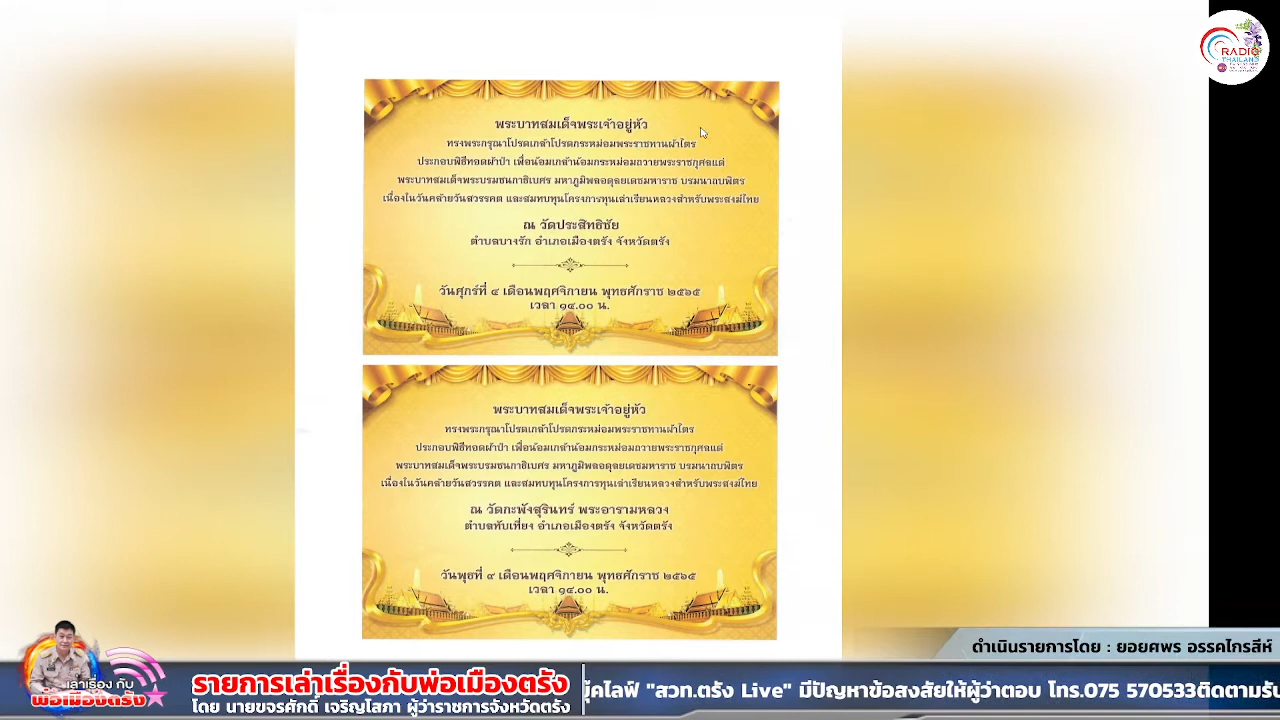 RADIO
THAILAND
พระบาทสมเด็จพระเจ้าอยู่หัว
ทรงพระกรุณาโปรดเกล้าโปรดกระหม่อมพระราชทานผ้าไตร
ประกอบพิธีทอดผ้าป่า เพื่อน้อมเกล้าน้อมกระหม่อมถวายพระราชกุศลแด่
พระบาทสมเด็จพระบรมชนกาธิเบศร มหาภูมิพลอดุลยเดชมหาราช บรมนาถบพิตร
เนื่องในวันคล้ายวันสวรรคต และสมทบทุนโครงการทุนเล่าเรียนหลวงสำหรับพระสงฆ์ไทย
ณ วัดประสิทธิชัย
ตำบลบางรัก อำเภอเมืองตรัง จังหวัดตรัง
วันศุกร์ที่ ๔ เดือนพฤศจิกายน พุทธศักราช ๒๕๖๕
เวลา ๑๔.๐๐ น.
พระบาทสมเด็จพระเจ้าอยู่หัว
ทรงพระกรุณาโปรดเกล้าโปรดกระหม่อมพระราชทานผ้าไตร
ประกอบพิธีทอดผ้าป่า เพื่อน้อมเกล้าน้อมกระหม่อมถวายพระราชกุศลแด่
พระบาทสมเด็จพระบรมชนกาธิเบศร มหาภูมิพลอดุลยเดชมหาราช บรมนาถบพิตร
เนื่องในวันคล้ายวันสวรรคต และสมทบทุนโครงการทุนเล่าเรียนหลวงสำหรับพระสงฆ์ไทย
ณ วัดกะพังสุรินทร์ พระอารามหลวง
ตำบลทับเที่ยง อำเภอเมืองตรัง จังหวัดตรัง
วันพุธที่ ๙ เดือนพฤศจิกายน พุทธศักราช ๒๕๖๕
เวลา ๑๔.๐๐ น.
ดำเนินรายการโดย : ยอยศพร อรรคไกรสีห์
เล่าเรื่อง กับ
พ่อเมืองตรัง
รายการเล่าเรื่องกับพ่อเมืองตรัง
โดย นายขจรศักดิ์ เจริญโสภา ผู้ว่าราชการจังหวัดตรัง
บุ๊คไลฟ์ "สวท.ตรัง Live" มีปัญหาข้อสงสัยให้ผู้ว่าตอบ โทร.075 570533ติดตามรับ